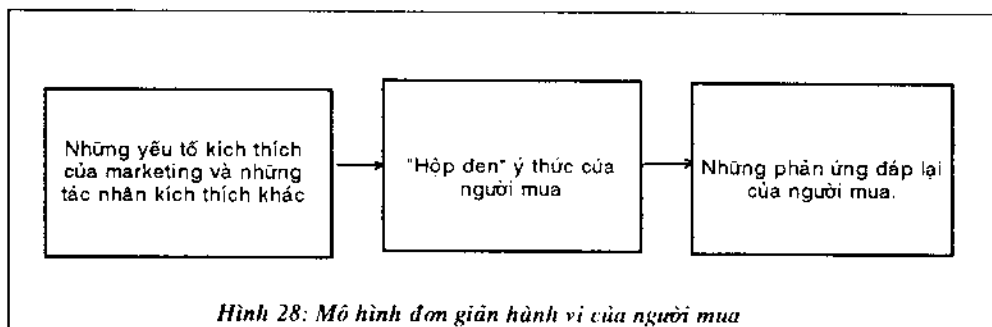 Những yếu tố kích thích
của marketing và những
tác nhân kích thích khác
"Hộp đen" ý thức của
người mua
Những phản ứng đáp lại
của người mua.
Hình 28: Mô hình đơn giản hành vi của người mua